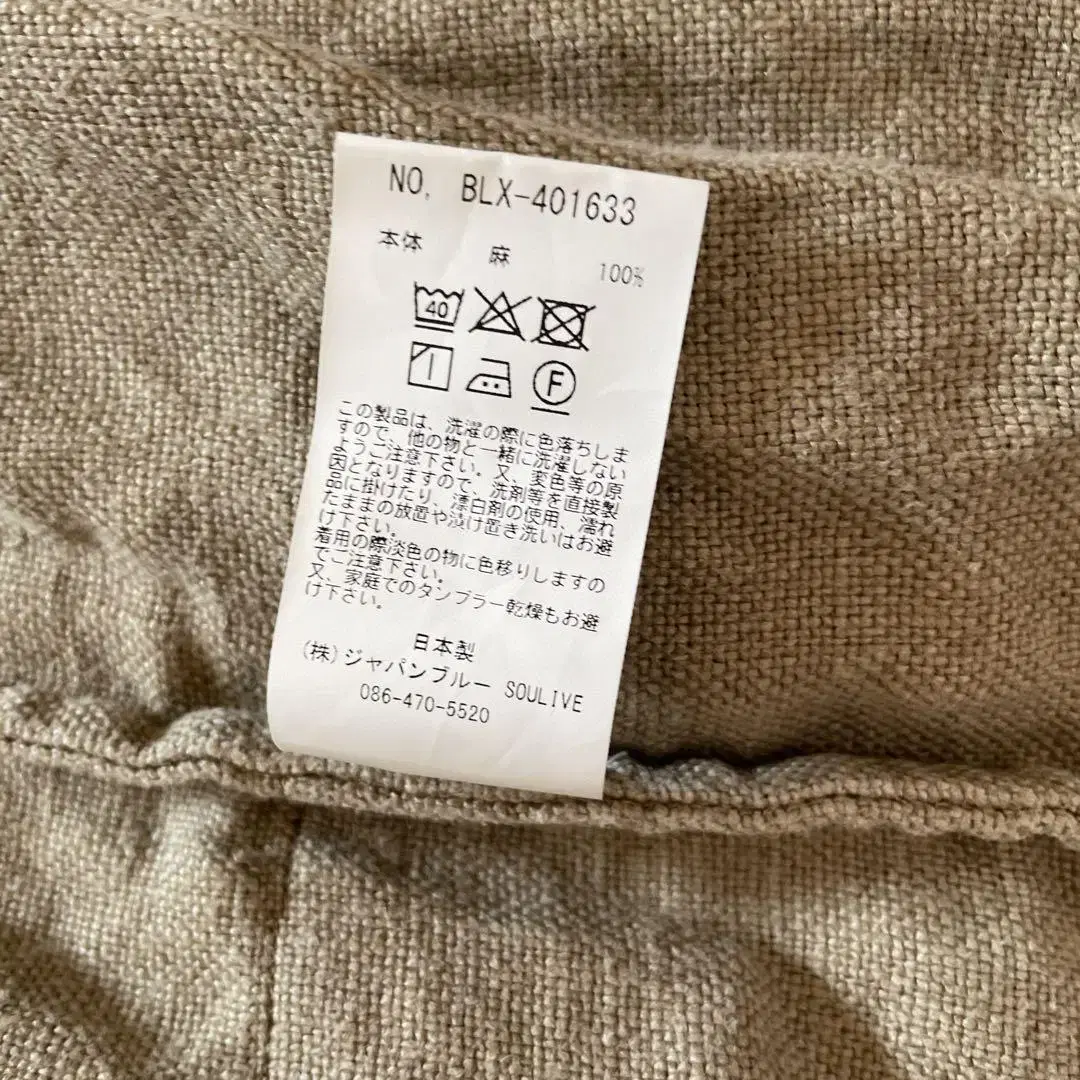 NO. BLX-401633
本体 麻 100%
40
F
この製品は、洗濯の際に色落ちしま
すので、他の物と一緒に洗濯しない
ようご注意下さい。又、変色等の原
因となりますので、洗剤等を直接製
品に掛けたり、漂白剤の使用、濡れ
たままの放置や漬け置き洗いはお避
け下さい。
着用の際淡色の物に色移りしますの
でご注意下さい。
又、家庭でのタンブラー乾燥もお避
け下さい。
日本製
(株)ジャパンブルー SOULIVE
086-470-5520